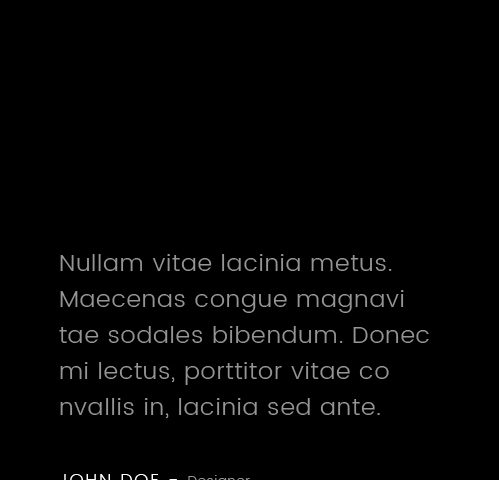 Nullam vitae lacinia metus.
Maecenas congue magnavi
tae sodales bibendum. Donec
mi lectus, porttitor vitae co
nvallis in, lacinia sed ante.
JOHN DOE - Designer